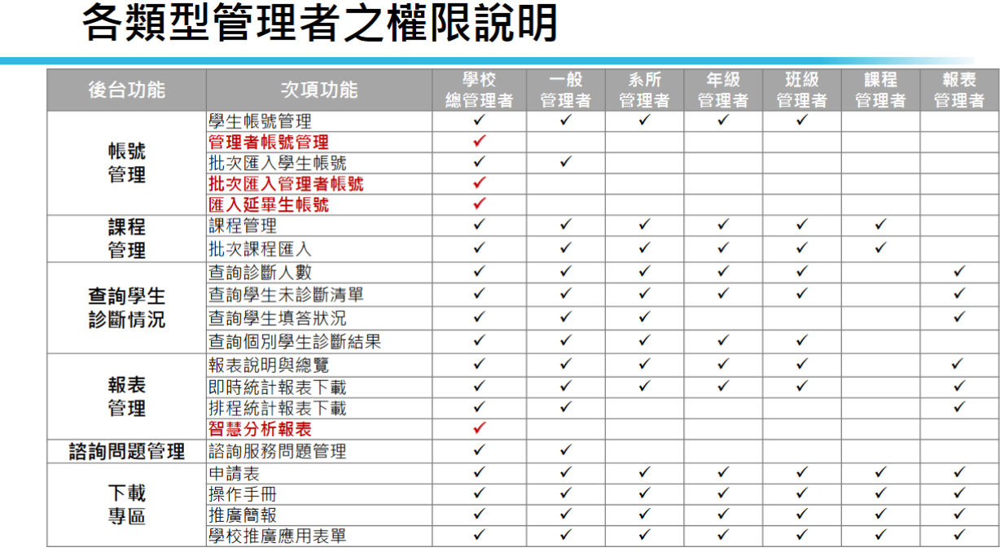 各類型管理者之權限說明
後台功能 次項功能 學校總管理者 一般管理者 系所管理者 年級管理者 班級管理者 課程管理者 報表管理者
帳號管理
學生帳號管理 ✓ ✓ ✓ ✓ ✓
管理者帳號管理 ✓
批次匯入學生帳號 ✓ ✓
批次匯入管理者帳號 ✓
匯入延畢生帳號 ✓
課程管理
課程管理 ✓ ✓ ✓ ✓ ✓ ✓
批次課程匯入 ✓ ✓ ✓ ✓ ✓ ✓
查詢學生診斷情況
查詢診斷人數 ✓ ✓ ✓ ✓ ✓ ✓
查詢學生未診斷清單 ✓ ✓ ✓ ✓ ✓ ✓
查詢學生填答狀況 ✓ ✓ ✓ ✓
查詢個別學生診斷結果 ✓ ✓ ✓ ✓ ✓
報表管理
報表說明與總覽 ✓ ✓ ✓ ✓ ✓ ✓
即時統計報表下載 ✓ ✓ ✓ ✓ ✓ ✓
排程統計報表下載 ✓ ✓ ✓
智慧分析報表 ✓
諮詢問題管理 諮詢服務問題管理 ✓ ✓
下載專區
申請表 ✓ ✓ ✓ ✓ ✓ ✓ ✓
操作手冊 ✓ ✓ ✓ ✓ ✓ ✓ ✓
推廣簡報 ✓ ✓ ✓ ✓ ✓ ✓ ✓
學校推廣應用表單 ✓ ✓ ✓ ✓ ✓ ✓ ✓